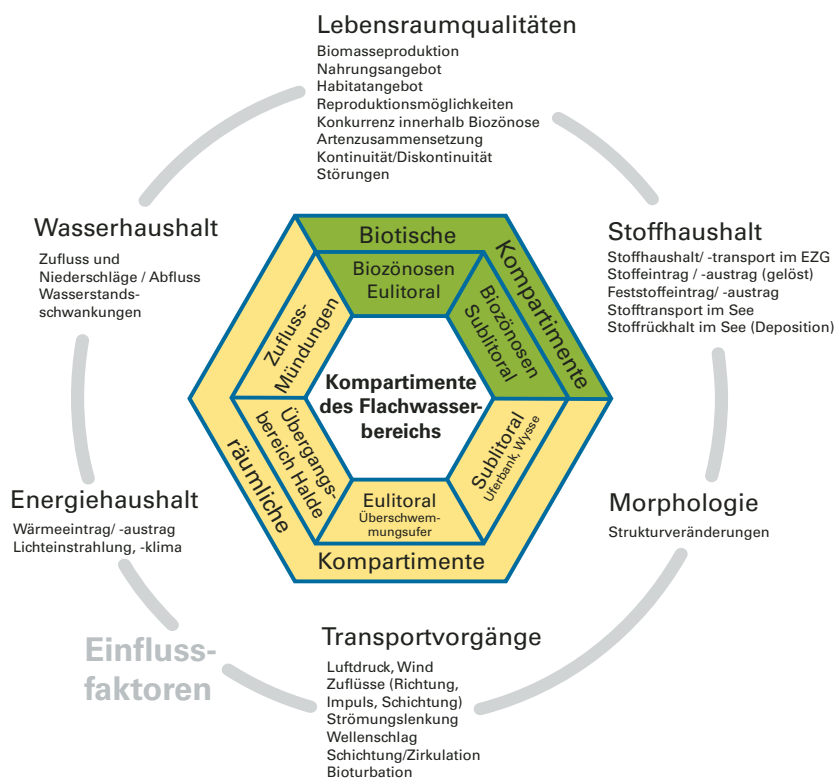 Lebensraumqualitäten
Biomasseproduktion
Nahrungsangebot
Habitatangebot
Reproduktionsmöglichkeiten
Konkurrenz innerhalb Biozönose
Artenzusammensetzung
Kontinuität/Diskontinuität
Störungen
Wasserhaushalt
Zufluss und
Niederschläge / Abfluss
Wasserstands-
schwankungen
Stoffhaushalt
Stoffhaushalt/ -transport im EZG
Stoffeintrag / -austrag (gelöst)
Feststoffeintrag/ -austrag
Stofftransport im See
Stoffrückhalt im See (Deposition)
Biotische
Kompartimente
Biozönosen
Eulitoral
Biozönosen
Sublitoral
Zufluss-
Mündungen
Kompartimente
des Flachwasser-
bereichs
Übergangs-
bereich Halde
Sublitoral
Uferbank, Wysse
Eulitoral
Überschwem-
mungsufer
räumliche
Kompartimente
Energiehaushalt
Wärmeeintrag/ -austrag
Lichteinstrahlung, -klima
Morphologie
Strukturveränderungen
Einfluss-
faktoren
Transportvorgänge
Luftdruck, Wind
Zuflüsse (Richtung,
Impuls, Schichtung)
Strömungslenkung
Wellenschlag
Schichtung/Zirkulation
Bioturbation